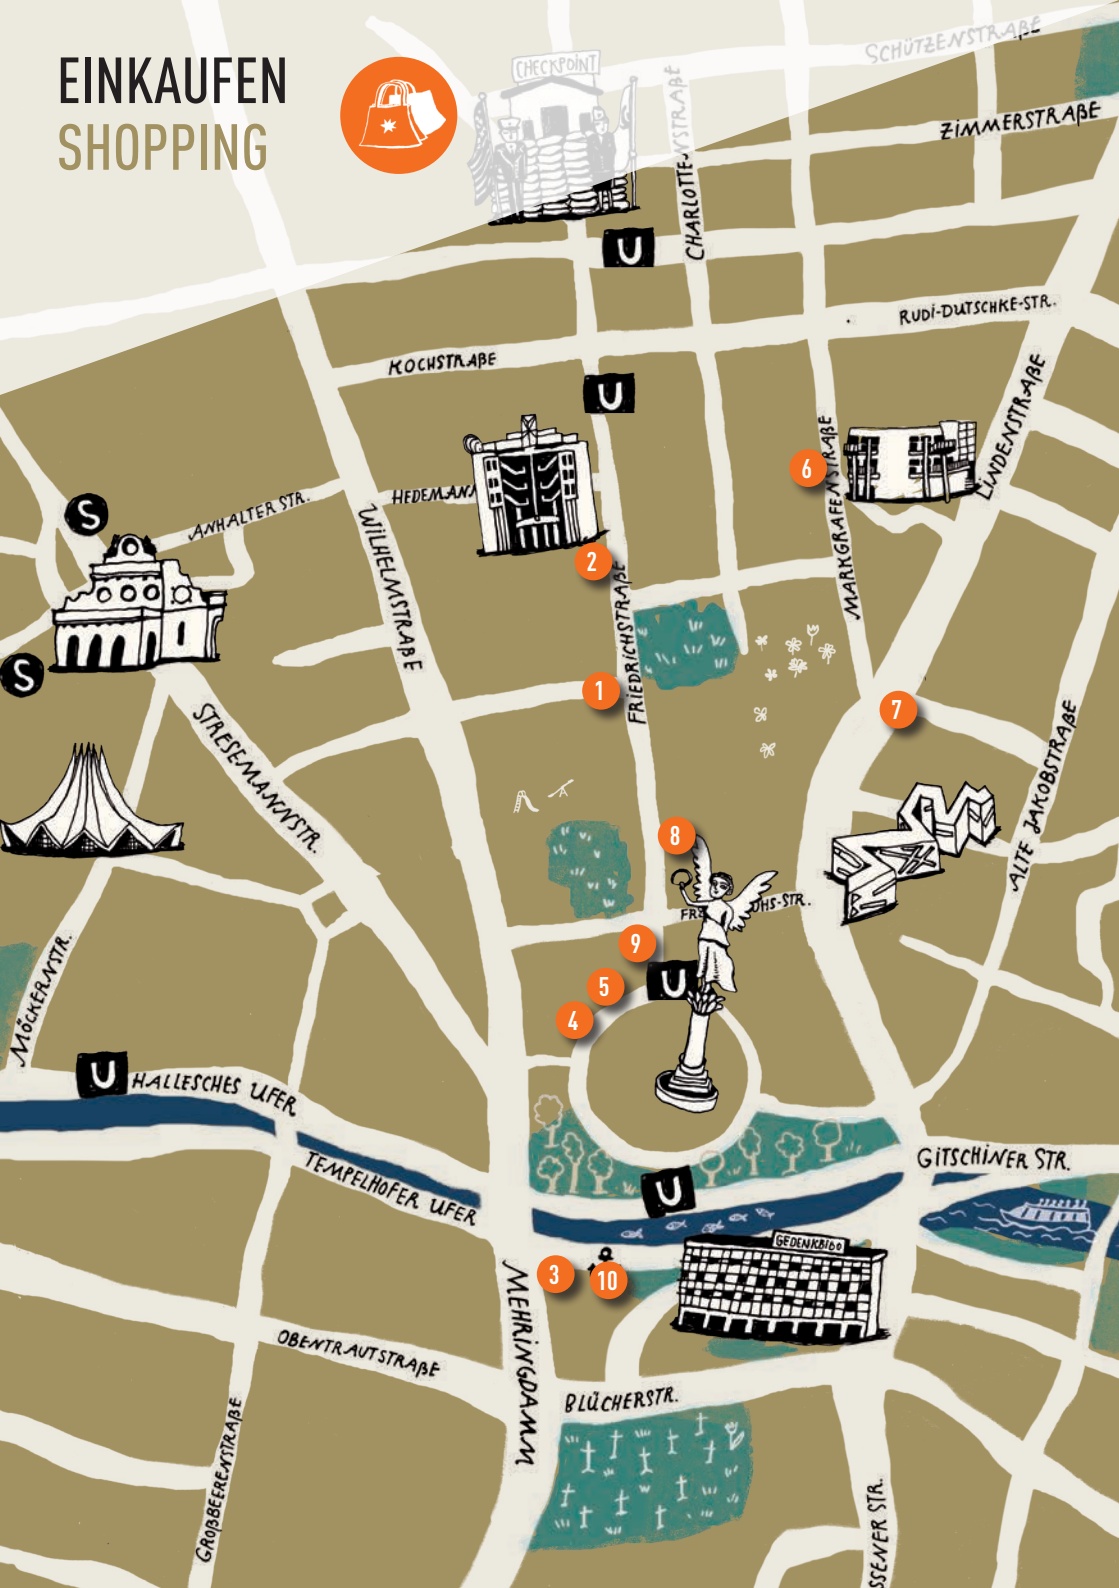 EINKAUFEN
SHOPPING
CHECKPOINT
SCHÜTZENSTRAßE
ZIMMERSTRAßE
CHARLOTTENSTRAßE
U
RUDI-DUTSCHKE-STR.
KOCHSTRAßE
U
LINDENSTRAßE
MARKGRAFENSTRAßE
6
S
ANHALTER STR.
HEDEMANN
WILHELMSTRAßE
2
FRIEDRICHSTRAßE
S
1
7
STRESEMANNSTR.
ALTE JAKOBSTRAßE
8
FR
UHS-STR.
9
U
5
4
MÖCKERNSTR.
U
HALLESCHES UFER
TEMPELHOFER UFER
GITSCHINER STR.
U
GEDENKBIBO
3
10
MEHRINGDAMM
OBENTRAUTSTRAßE
BLÜCHERSTR.
GROßBEERENSTRAßE
SSENER STR.